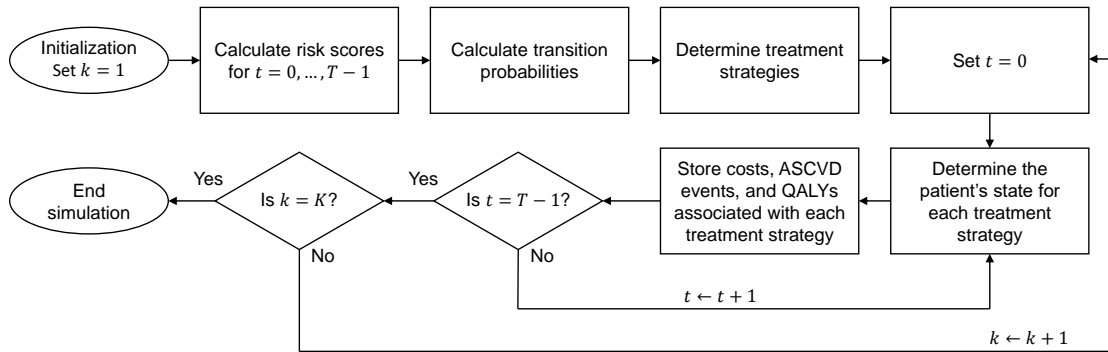 Initialization
Set k = 1
Calculate risk scores
for t = 0, … , T − 1
Calculate transition
probabilities
Determine treatment
strategies
Set t = 0
End
simulation
Yes
Is k = K?
No
Yes
Is t = T − 1?
No
Store costs, ASCVD
events, and QALYs
associated with each
treatment strategy
Determine the
patient's state for
each treatment
strategy
t ← t + 1
k ← k + 1